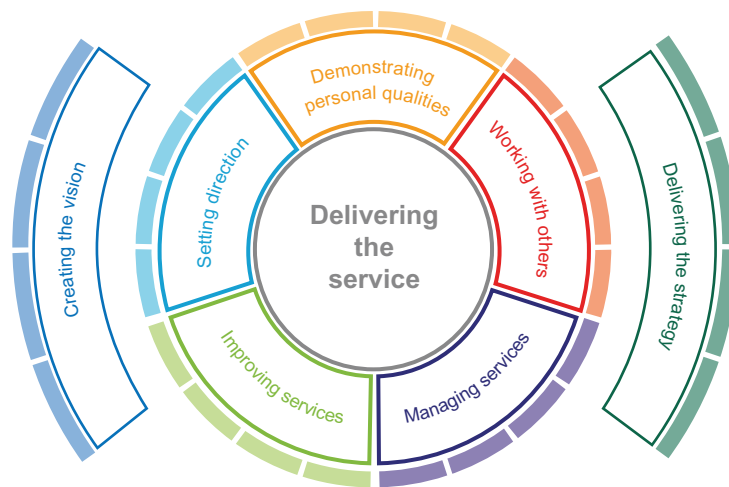 Demonstrating
personal qualities
Creating the vision
Setting direction
Delivering
the
service
Working with others
Delivering the strategy
Improving services
Managing services